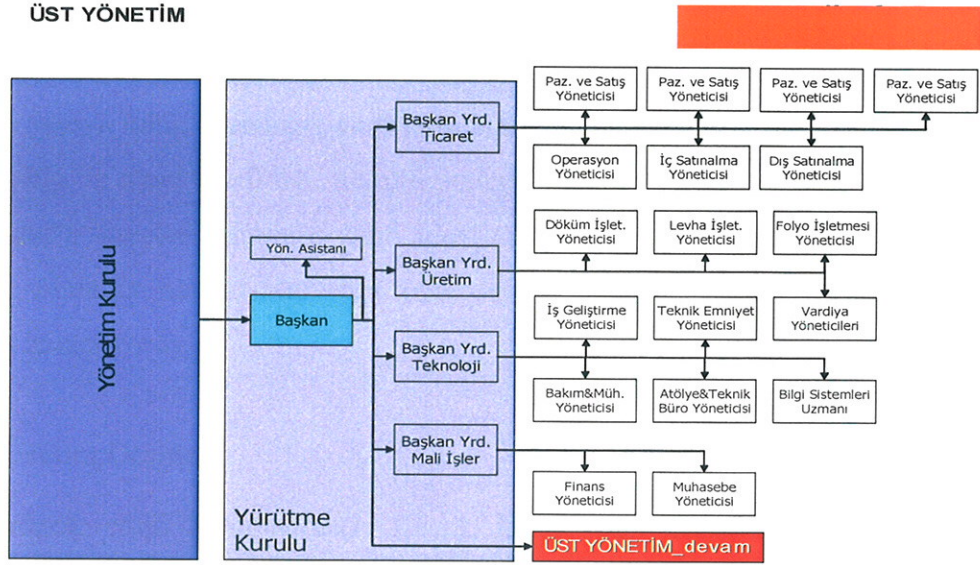 ÜST YÖNETİM
Yönetim Kurulu
Yürütme
Kurulu
Yön. Asistanı
Başkan
Başkan Yrd.
Ticaret
Paz. ve Satış
Yöneticisi
Paz. ve Satış
Yöneticisi
Paz. ve Satış
Yöneticisi
Paz. ve Satış
Yöneticisi
Operasyon
Yöneticisi
İç Satınalma
Yöneticisi
Dış Satınalma
Yöneticisi
Başkan Yrd.
Üretim
Döküm İşlet.
Yöneticisi
Levha İşlet.
Yöneticisi
Folyo İşletmesi
Yöneticisi
Vardiya
Yöneticileri
Başkan Yrd.
Teknoloji
İş Geliştirme
Yöneticisi
Teknik Emniyet
Yöneticisi
Bakım&Müh.
Yöneticisi
Atölye&Teknik
Büro Yöneticisi
Bilgi Sistemleri
Uzmanı
Başkan Yrd.
Mali İşler
Finans
Yöneticisi
Muhasebe
Yöneticisi
ÜST YÖNETİM_devam